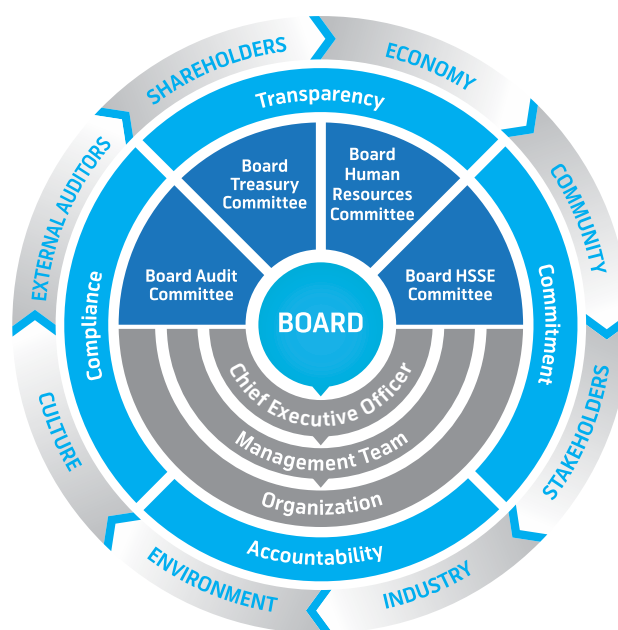 SHAREHOLDERS
ECONOMY
COMMUNITY
STAKEHOLDERS
INDUSTRY
ENVIRONMENT
CULTURE
EXTERNAL AUDITORS
Transparency
Commitment
Accountability
Compliance
Board Audit
Committee
Board
Treasury
Committee
Board
Human
Resources
Committee
Board HSSE
Committee
BOARD
Chief Executive Officer
Management Team
Organization